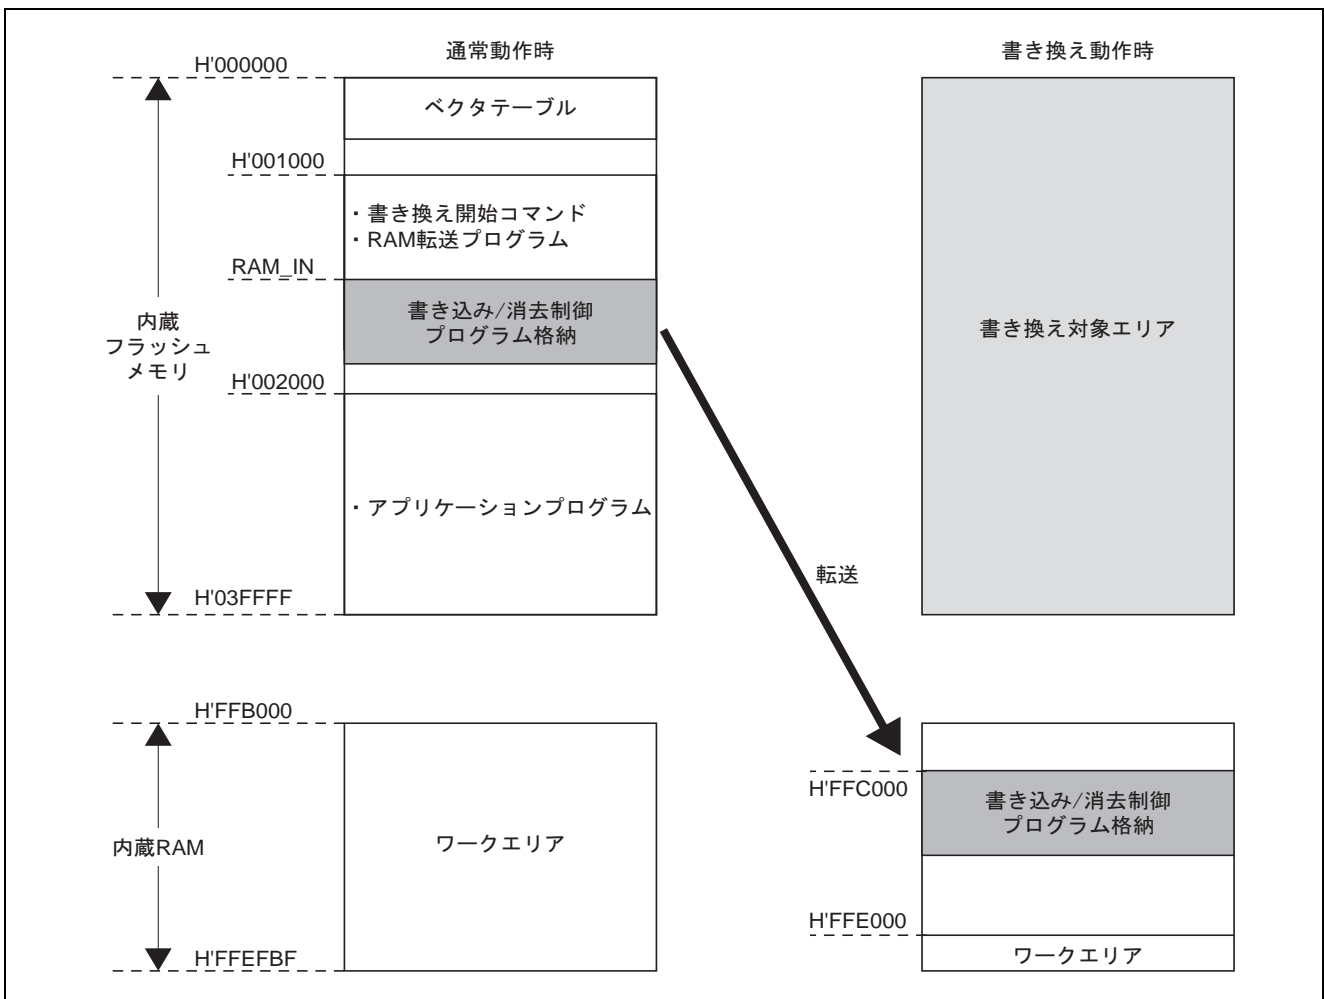 通常動作時
書き換え動作時
H'000000
ベクタテーブル
H'001000
・書き換え開始コマンド
・RAM転送プログラム
RAM_IN
書き込み/消去制御
プログラム格納
内蔵
フラッシュ
メモリ
書き換え対象エリア
H'002000
・アプリケーションプログラム
転送
H'03FFFF
H'FFB000
H'FFC000
書き込み/消去制御
プログラム格納
内蔵RAM
ワークエリア
H'FFE000
ワークエリア
H'FFEFBF